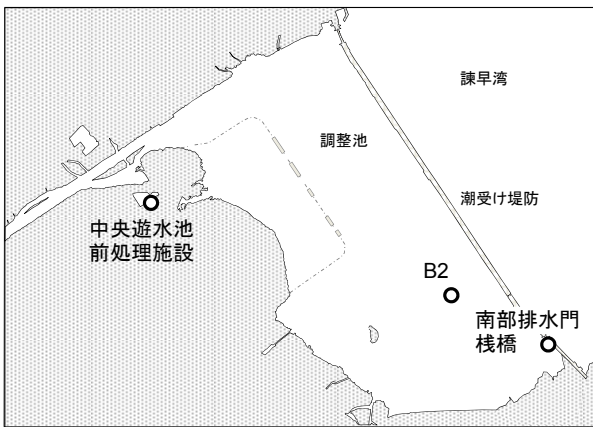 諫早湾
調整池
潮受け堤防
中央遊水池
前処理施設
B2
南部排水門
桟橋